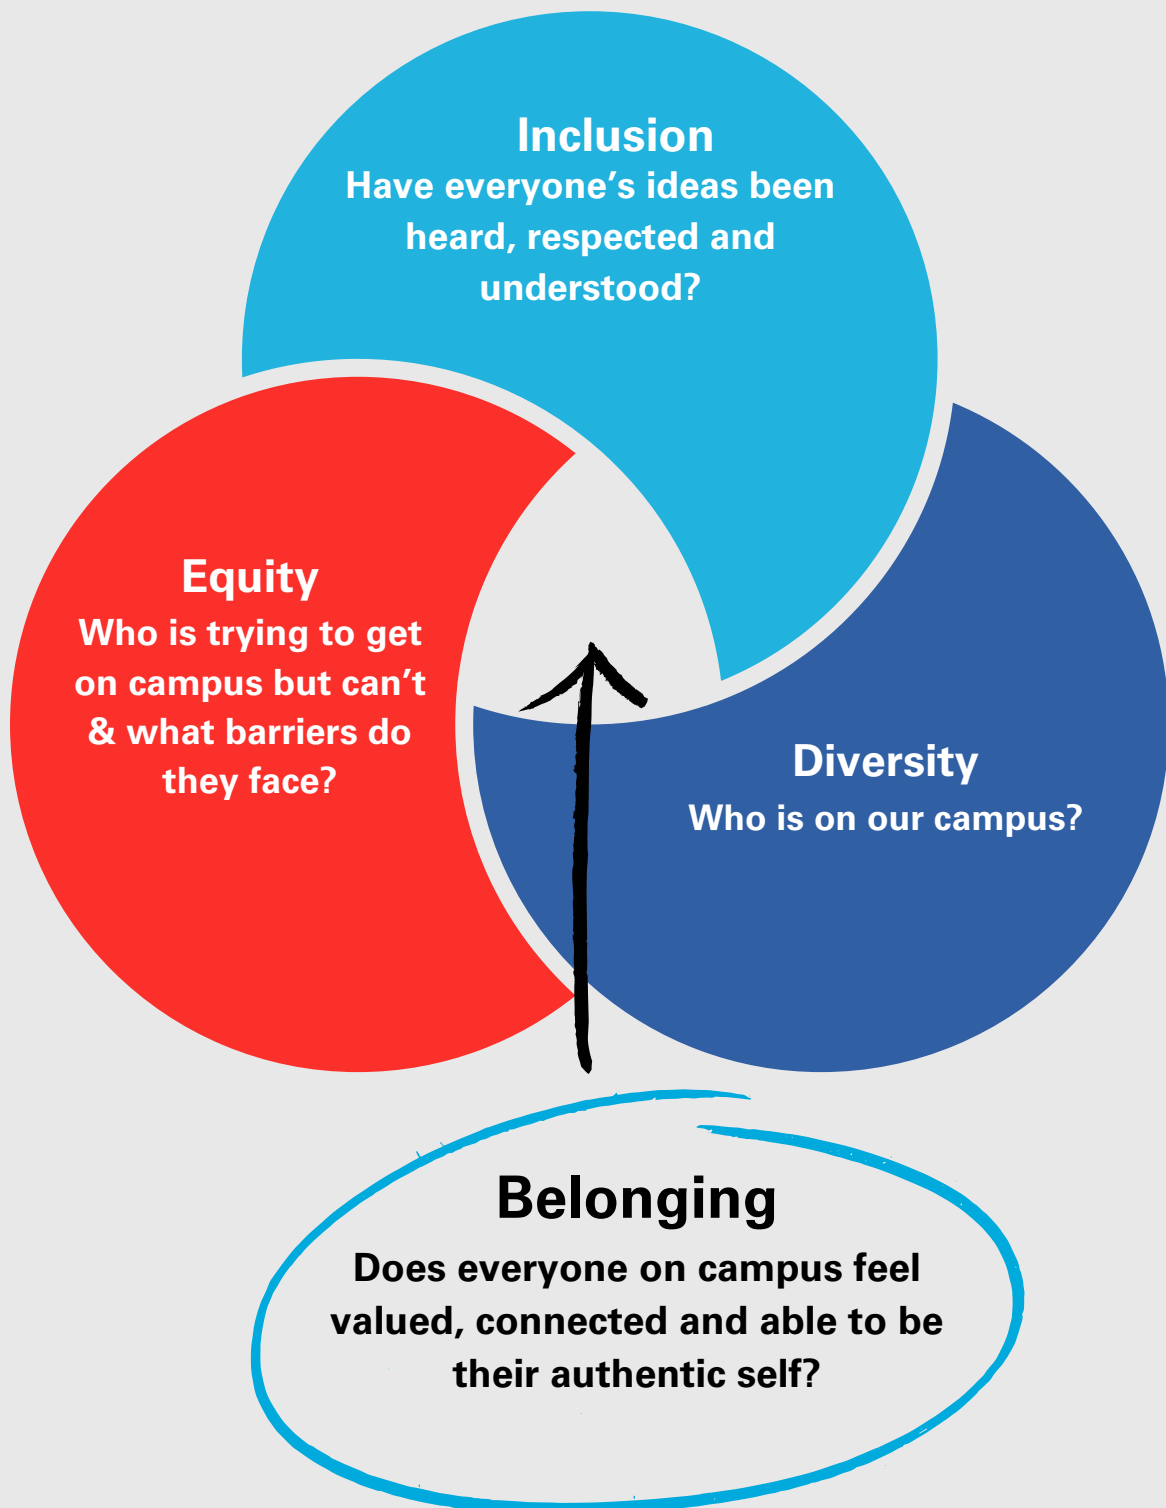 Inclusion
Have everyone’s ideas been
heard, respected and
understood?
Equity
Who is trying to get
on campus but can’t
& what barriers do
they face?
Diversity
Who is on our campus?
Belonging
Does everyone on campus feel
valued, connected and able to be
their authentic self?